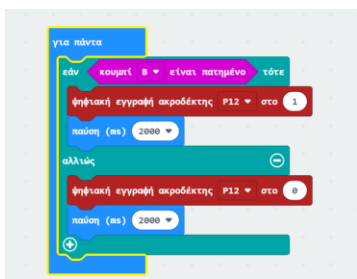 για πάντα
εάν κουμπί B είναι πατημένο τότε
ψηφιακή εγγραφή ακροδέκτης P12 στο 1
παύση (ms) 2000
αλλιώς
ψηφιακή εγγραφή ακροδέκτης P12 στο 0
παύση (ms) 2000